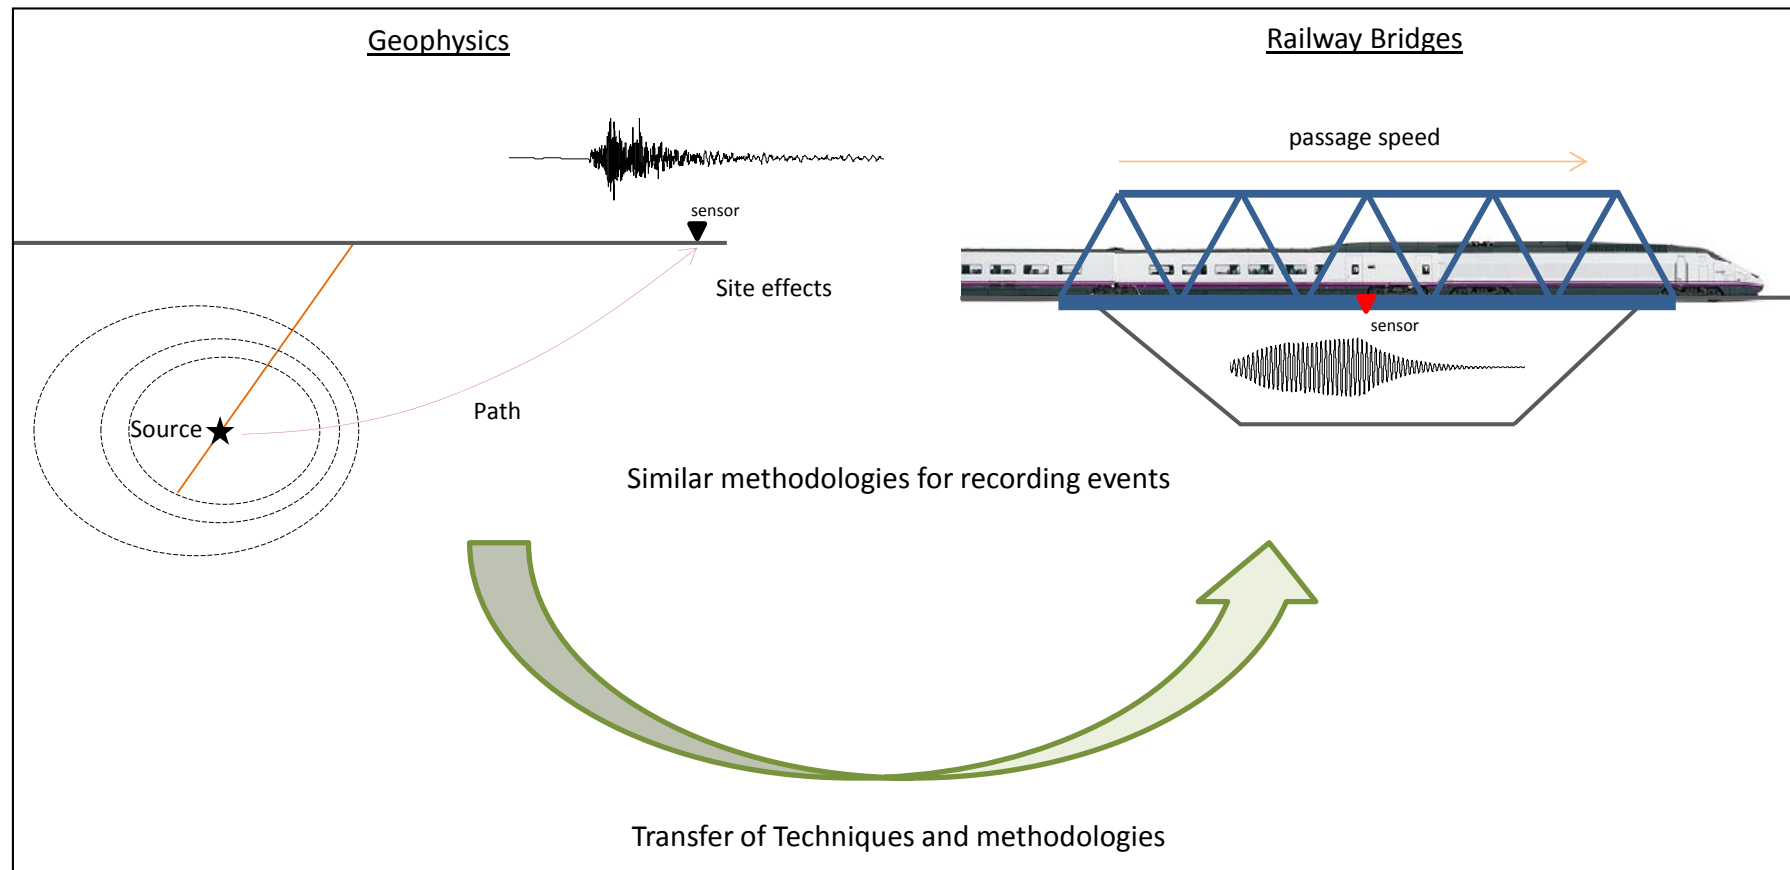 Geophysics
Railway Bridges
passage speed
sensor
Site effects
sensor
Path
Source
Similar methodologies for recording events
Transfer of Techniques and methodologies